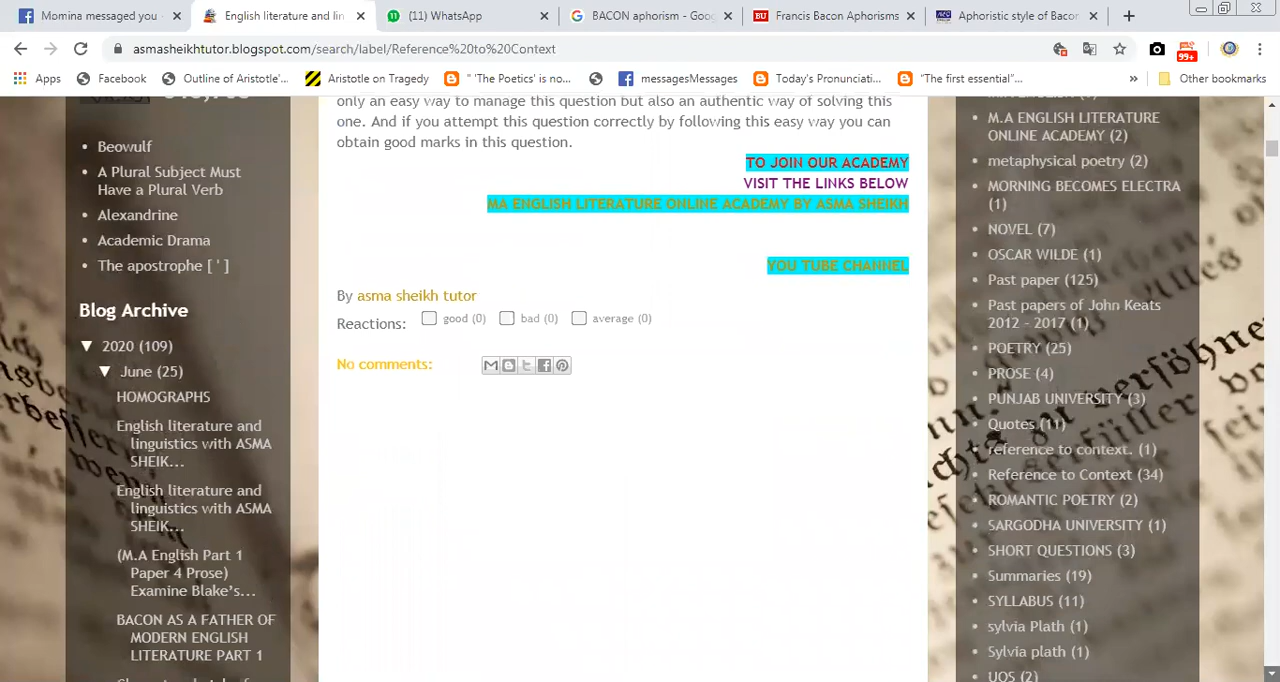 Momina messaged you
English literature and lin
(11) WhatsApp
BACON aphorism - Goo
Francis Bacon Aphorisms
Aphoristic style of Bacon
asmasheikhtutor.blogspot.com/search/label/Reference%20to%20Context
99+
Apps
Facebook
Outline of Aristotle'...
Aristotle on Tragedy
" 'The Poetics' is no...
messagesMessages
Today's Pronunciati...
"The first essential"...
»
Other bookmarks
Beowulf
A Plural Subject Must
Have a Plural Verb
Alexandrine
Academic Drama
The apostrophe [ ' ]
Blog Archive
▼ 2020 (109)
▼ June (25)
HOMOGRAPHS
English literature and
linguistics with ASMA
SHEIK...
English literature and
linguistics with ASMA
SHEIK...
(M.A English Part 1
Paper 4 Prose)
Examine Blake's...
BACON AS A FATHER OF
MODERN ENGLISH
LITERATURE PART 1
only an easy way to manage this question but also an authentic way of solving this
one. And if you attempt this question correctly by following this easy way you can
obtain good marks in this question.
TO JOIN OUR ACADEMY
VISIT THE LINKS BELOW
MA ENGLISH LITERATURE ONLINE ACADEMY BY ASMA SHEIKH
YOU TUBE CHANNEL
By asma sheikh tutor
Reactions: good (0) bad (0) average (0)
No comments:
M.A ENGLISH LITERATURE
ONLINE ACADEMY (2)
metaphysical poetry (2)
MORNING BECOMES ELECTRA
(1)
NOVEL (7)
OSCAR WILDE (1)
Past paper (125)
Past papers of John Keats
2012 - 2017 (1)
POETRY (25)
PROSE (4)
PUNJAB UNIVERSITY (3)
Quotes (11)
reference to context. (1)
Reference to Context (34)
ROMANTIC POETRY (2)
SARGODHA UNIVERSITY (1)
SHORT QUESTIONS (3)
Summaries (19)
SYLLABUS (11)
sylvia Plath (1)
Sylvia plath (1)
UOS (2)